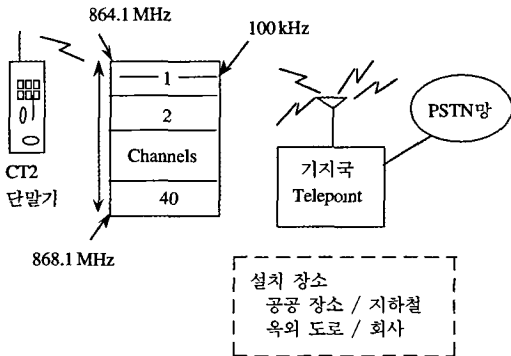 864.1 MHz
100 kHz
1
2
Channels
40
868.1 MHz
CT2
단말기
PSTN망
기지국
Telepoint
설치 장소
공공 장소 / 지하철
옥외 도로 / 회사